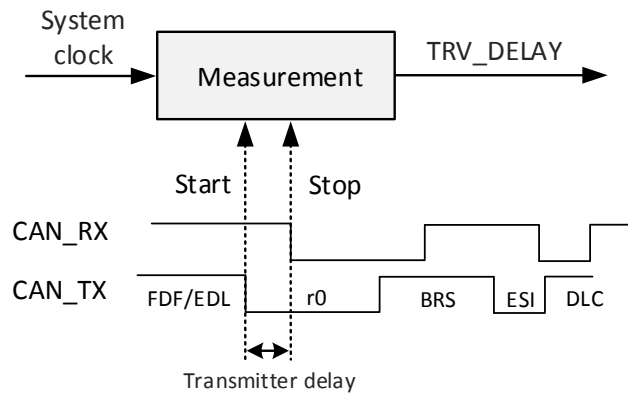 System
clock
Measurement
TRV_DELAY
Start
Stop
CAN_RX
CAN_TX
FDF/EDL
r0
BRS
ESI
DLC
Transmitter delay